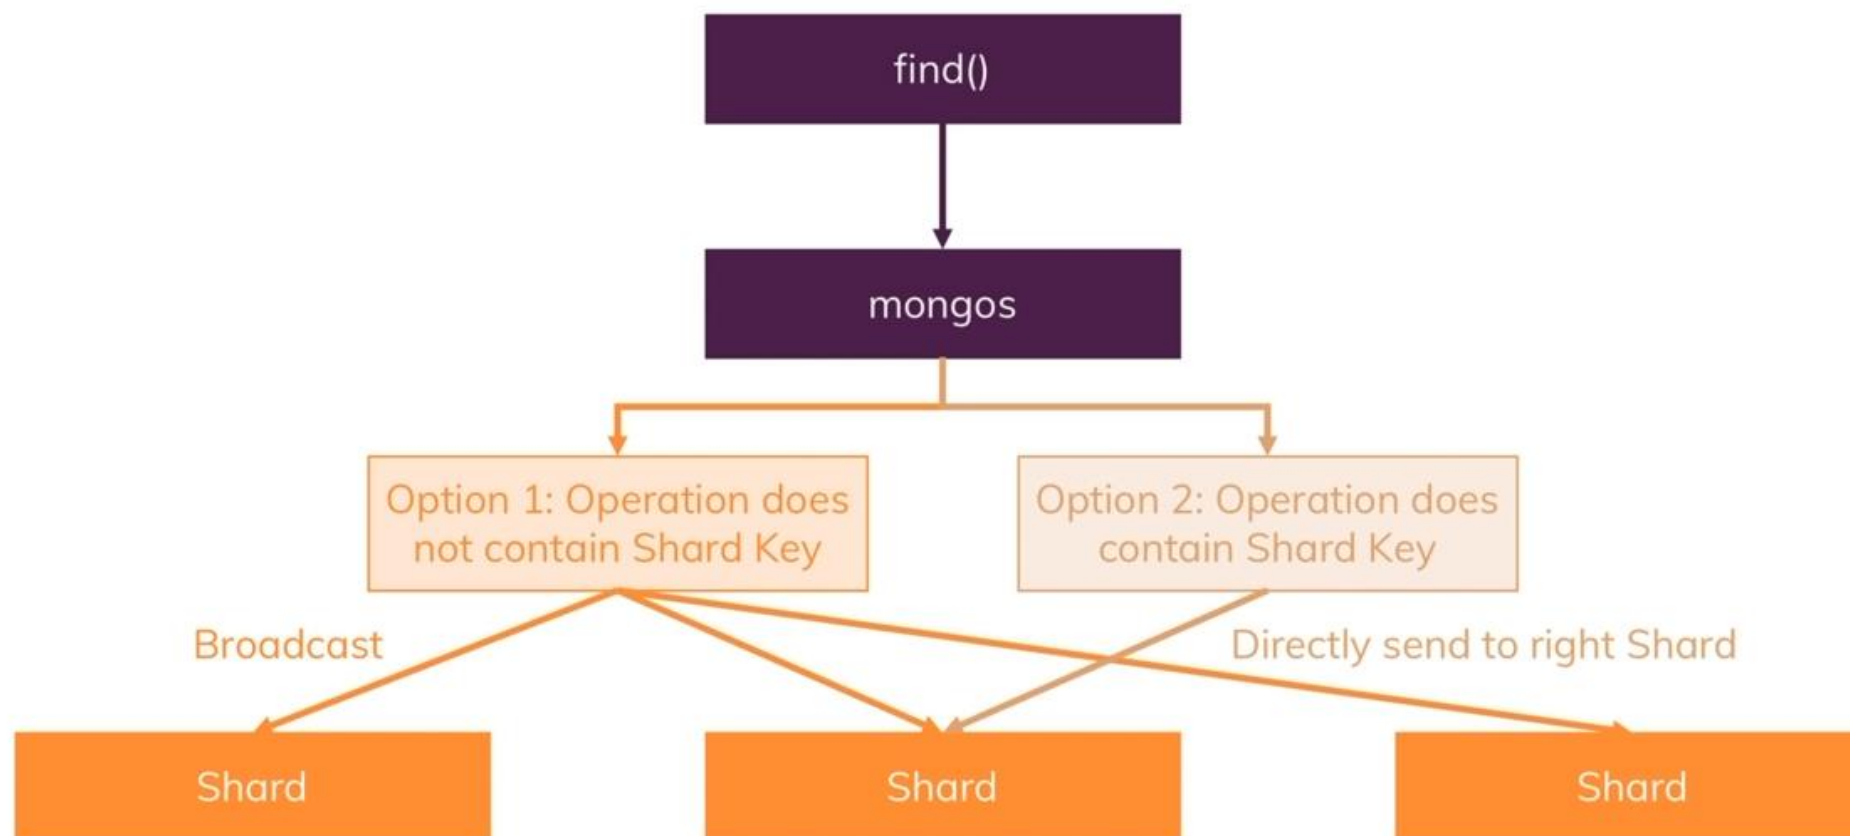 find()
mongos
Option 1: Operation does
not contain Shard Key
Option 2: Operation does
contain Shard Key
Broadcast
Directly send to right Shard
Shard
Shard
Shard